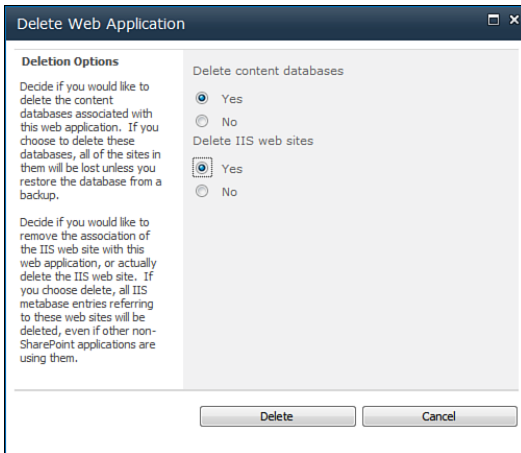 Delete Web Application
Deletion Options
Decide if you would like to
delete the content
databases associated with
this web application. If you
choose to delete these
databases, all of the sites in
them will be lost unless you
restore the database from a
backup.
Decide if you would like to
remove the association of
the IIS web site with this
web application, or actually
delete the IIS web site. If
you choose delete, all IIS
metabase entries referring
to these web sites will be
deleted, even if other non-
SharePoint applications are
using them.
Delete content databases
Yes
No
Delete IIS web sites
Yes
No
Delete
Cancel